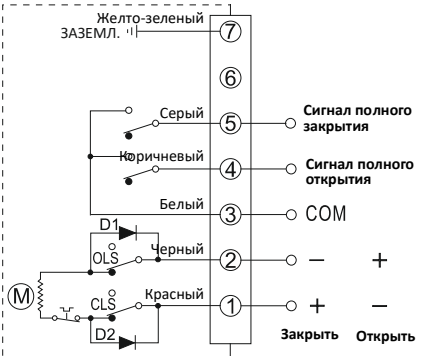 Желто-зеленый
ЗАЗЕМЛ.
7
6
Серый
5
Сигнал полного
закрытия
Коричневый
4
Сигнал полного
открытия
Белый
3
COM
D1
OLS
Черный
2
− +
M
CLS
Красный
1
+ −
D2
Закрыть Открыть